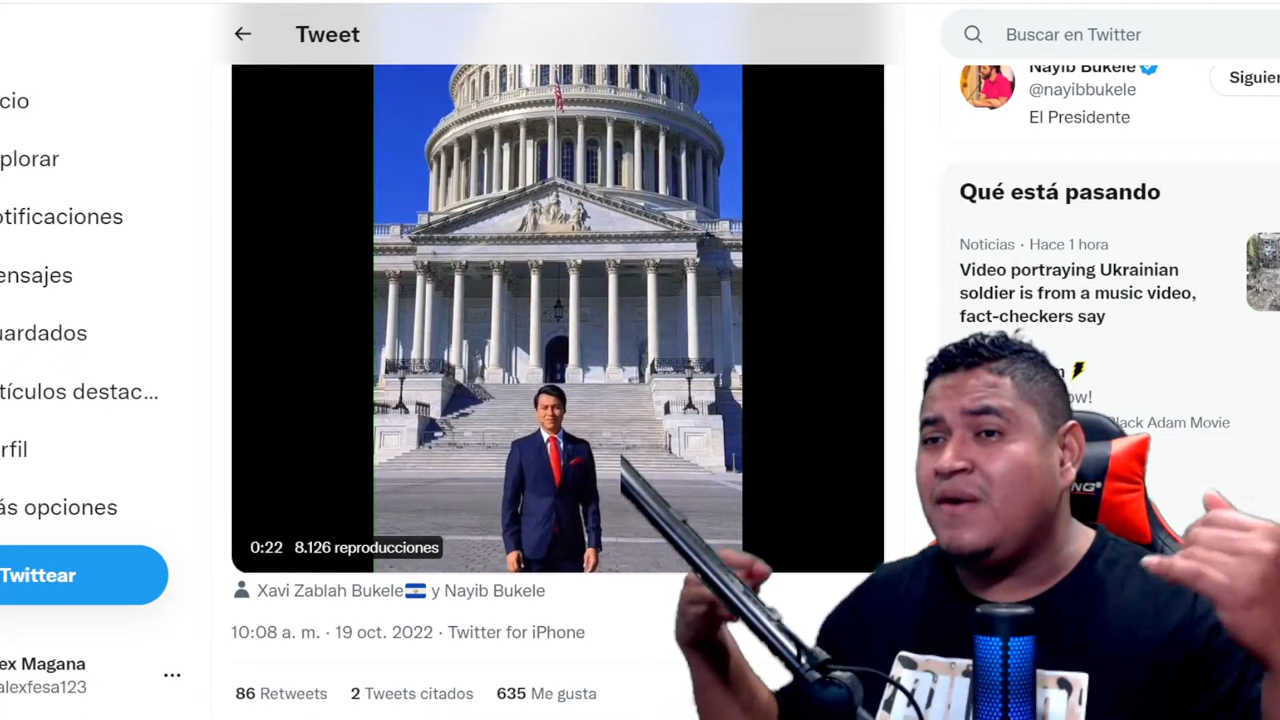 Tweet
Buscar en Twitter
cio
plorar
otificaciones
ensajes
uardados
tículos destac...
rfil
ás opciones
Twittear
ex Magana
alexfesa123
0:22 8.126 reproducciones
Xavi Zablah Bukele y Nayib Bukele
10:08 a. m. · 19 oct. 2022 · Twitter for iPhone
86 Retweets 2 Tweets citados 635 Me gusta
Nayib Bukele
@nayibbukele
El Presidente
Siguien
Qué está pasando
Noticias · Hace 1 hora
Video portraying Ukrainian
soldier is from a music video,
fact-checkers say
ow!
lack Adam Movie
NG